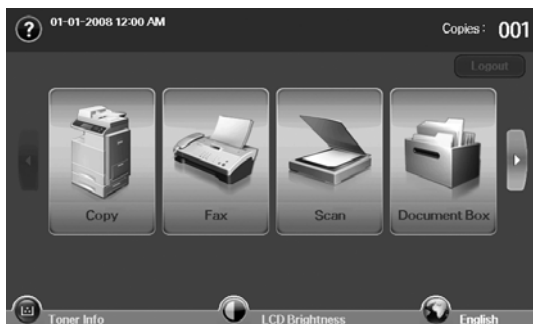 ?
01-01-2008 12:00 AM
Copies : 001
Logout
Copy
Fax
Scan
Document Box
Toner Info
LCD Brightness
English